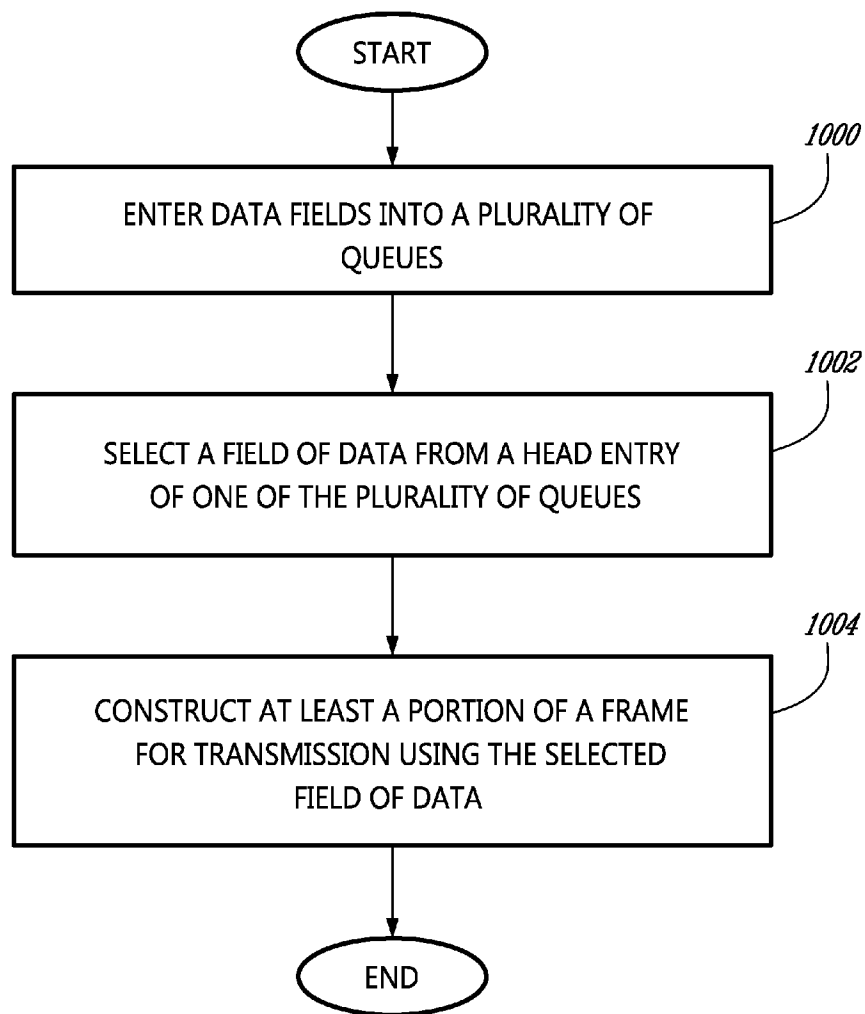 START
1000
ENTER DATA FIELDS INTO A PLURALITY OF
QUEUES
1002
SELECT A FIELD OF DATA FROM A HEAD ENTRY
OF ONE OF THE PLURALITY OF QUEUES
1004
CONSTRUCT AT LEAST A PORTION OF A FRAME
FOR TRANSMISSION USING THE SELECTED
FIELD OF DATA
END